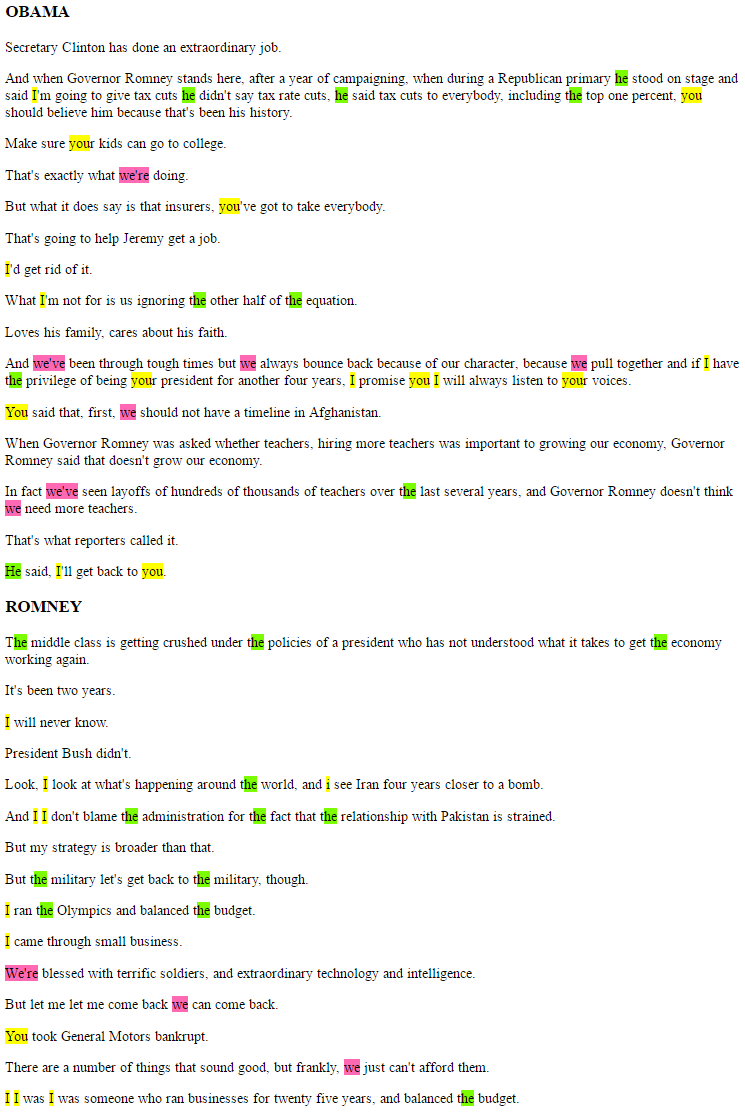 OBAMA
Secretary Clinton has done an extraordinary job.
And when Governor Romney stands here, after a year of campaigning, when during a Republican primary he stood on stage and
said I'm going to give tax cuts he didn't say tax rate cuts, he said tax cuts to everybody, including the top one percent, you
should believe him because that's been his history.
Make sure your kids can go to college.
That's exactly what we're doing.
But what it does say is that insurers, you've got to take everybody.
That's going to help Jeremy get a job.
I'd get rid of it.
What I'm not for is us ignoring the other half of the equation.
Loves his family, cares about his faith.
And we've been through tough times but we always bounce back because of our character, because we pull together and if I have
the privilege of being your president for another four years, I promise you I will always listen to your voices.
You said that, first, we should not have a timeline in Afghanistan.
When Governor Romney was asked whether teachers, hiring more teachers was important to growing our economy, Governor
Romney said that doesn't grow our economy.
In fact we've seen layoffs of hundreds of thousands of teachers over the last several years, and Governor Romney doesn't think
we need more teachers.
That's what reporters called it.
He said, I'll get back to you.
ROMNEY
The middle class is getting crushed under the policies of a president who has not understood what it takes to get the economy
working again.
It's been two years.
I will never know.
President Bush didn't.
Look, I look at what's happening around the world, and i see Iran four years closer to a bomb.
And I I don't blame the administration for the fact that the relationship with Pakistan is strained.
But my strategy is broader than that.
But the military let's get back to the military, though.
I ran the Olympics and balanced the budget.
I came through small business.
We're blessed with terrific soldiers, and extraordinary technology and intelligence.
But let me let me come back we can come back.
You took General Motors bankrupt.
There are a number of things that sound good, but frankly, we just can't afford them.
I I was I was someone who ran businesses for twenty five years, and balanced the budget.